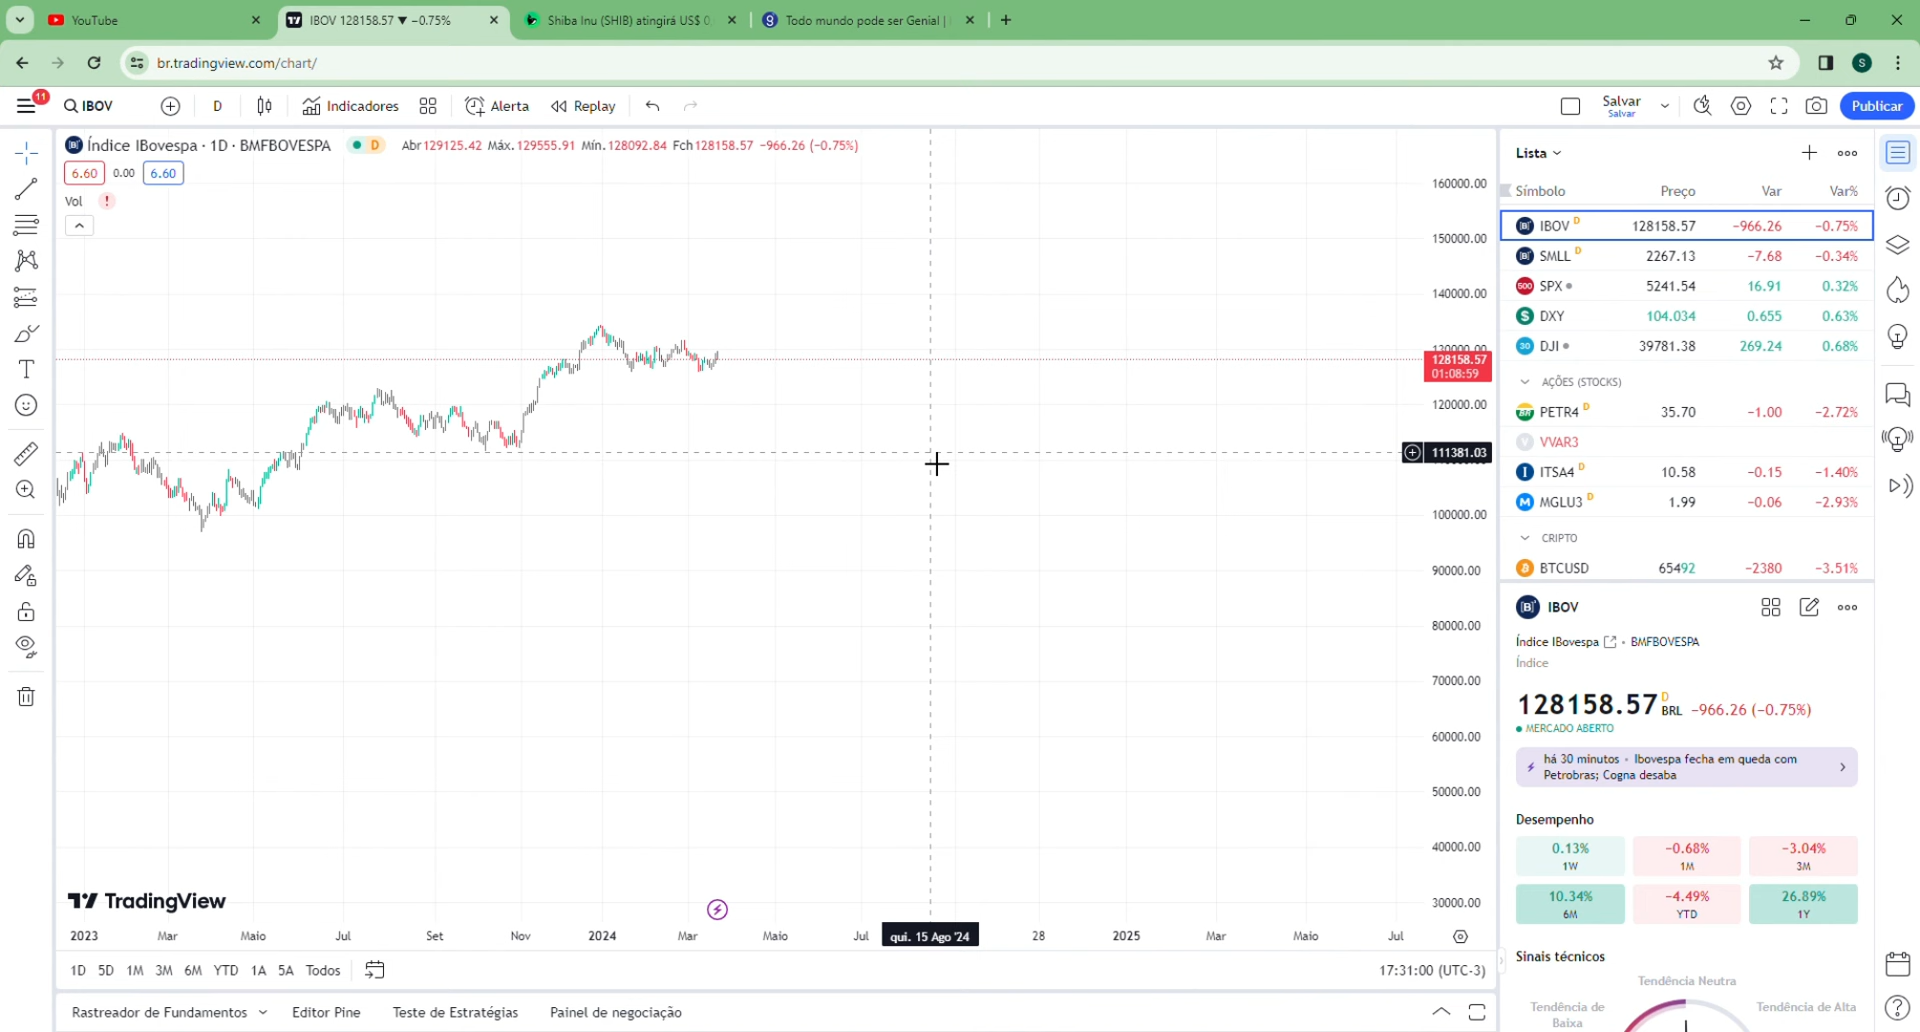 YouTube
IBOV 128158.57 ▼ −0.75%
Shiba Inu (SHIB) atingirá US$ 0
Todo mundo pode ser Genial |
br.tradingview.com/chart/
S
11
IBOV
D
Indicadores
Alerta
Replay
Salvar
Salvar
Publicar
Índice IBovespa · 1D · BMFBOVESPA
D
Abr 129125.42 Máx. 129555.91 Mín. 128092.84 Fch 128158.57 −966.26 (−0.75%)
6.60
0.00
6.60
Vol
!
160000.00
150000.00
140000.00
130000.00
128158.57
01:08:59
120000.00
111381.03
100000.00
90000.00
80000.00
70000.00
60000.00
50000.00
40000.00
30000.00
TradingView
2023
Mar
Maio
Jul
Set
Nov
2024
Mar
Maio
Jul
qui. 15 Ago '24
28
2025
Mar
Maio
Jul
1D 5D 1M 3M 6M YTD 1A 5A Todos
17:31:00 (UTC-3)
Rastreador de Fundamentos
Editor Pine
Teste de Estratégias
Painel de negociação
Lista
Símbolo Preço Var Var%
IBOV D 128158.57 −966.26 −0.75%
SMLL D 2267.13 −7.68 −0.34%
500 SPX 5241.54 16.91 0.32%
$ DXY 104.034 0.655 0.63%
30 DJI 39781.38 269.24 0.68%
AÇÕES (STOCKS)
BR PETR4 D 35.70 −1.00 −2.72%
V VVAR3
I ITSA4 D 10.58 −0.15 −1.40%
M MGLU3 D 1.99 −0.06 −2.93%
CRIPTO
BTCUSD 65492 −2380 −3.51%
[B] IBOV
Índice IBovespa · BMFBOVESPA
Índice
128158.57 D BRL −966.26 (−0.75%)
MERCADO ABERTO
há 30 minutos · Ibovespa fecha em queda com
Petrobras; Cogna desaba
Desempenho
0.13% −0.68% −3.04%
1W 1M 3M
10.34% −4.49% 26.89%
6M YTD 1Y
Sinais técnicos
Tendência Neutra
Tendência de
Baixa
Tendência de Alta